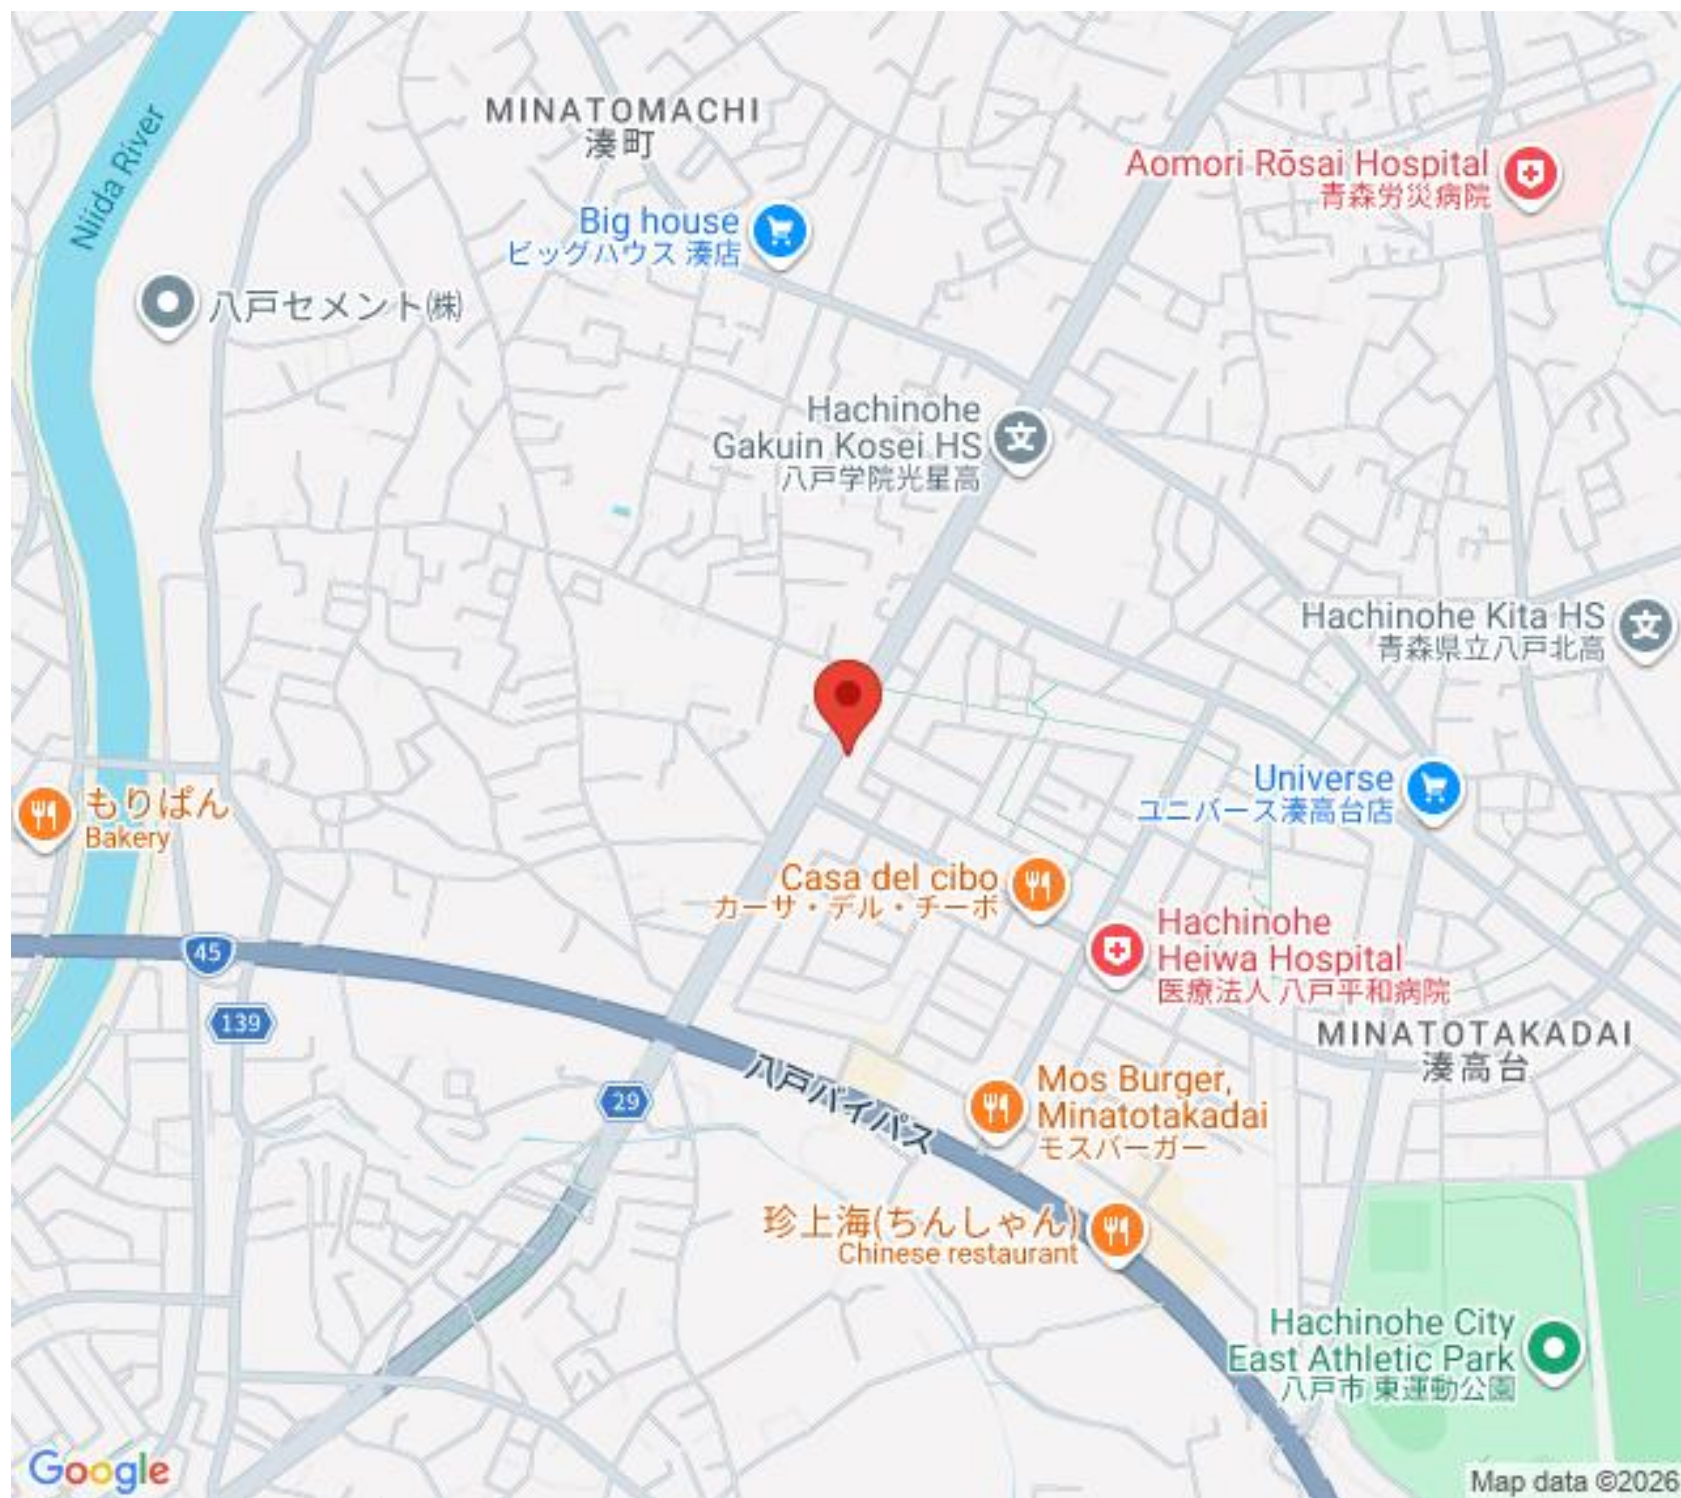 MINATOMACHI
湊町
Niida River
Aomori Rōsai Hospital
青森労災病院
Big house
ビッグハウス 湊店
八戸セメント㈱
Hachinohe
Gakuin Kosei HS
八戸学院光星高
Hachinohe Kita HS
青森県立八戸北高
Universe
ユニバース湊高台店
もりぱん
Bakery
Casa del cibo
カーサ・デル・チーボ
Hachinohe
Heiwa Hospital
医療法人 八戸平和病院
45
139
MINATOTAKADAI
湊高台
八戸バイパス
29
Mos Burger,
Minatotakadai
モスバーガー
珍上海(ちんしゃん)
Chinese restaurant
Hachinohe City
East Athletic Park
八戸市 東運動公園
Google
Map data ©2026